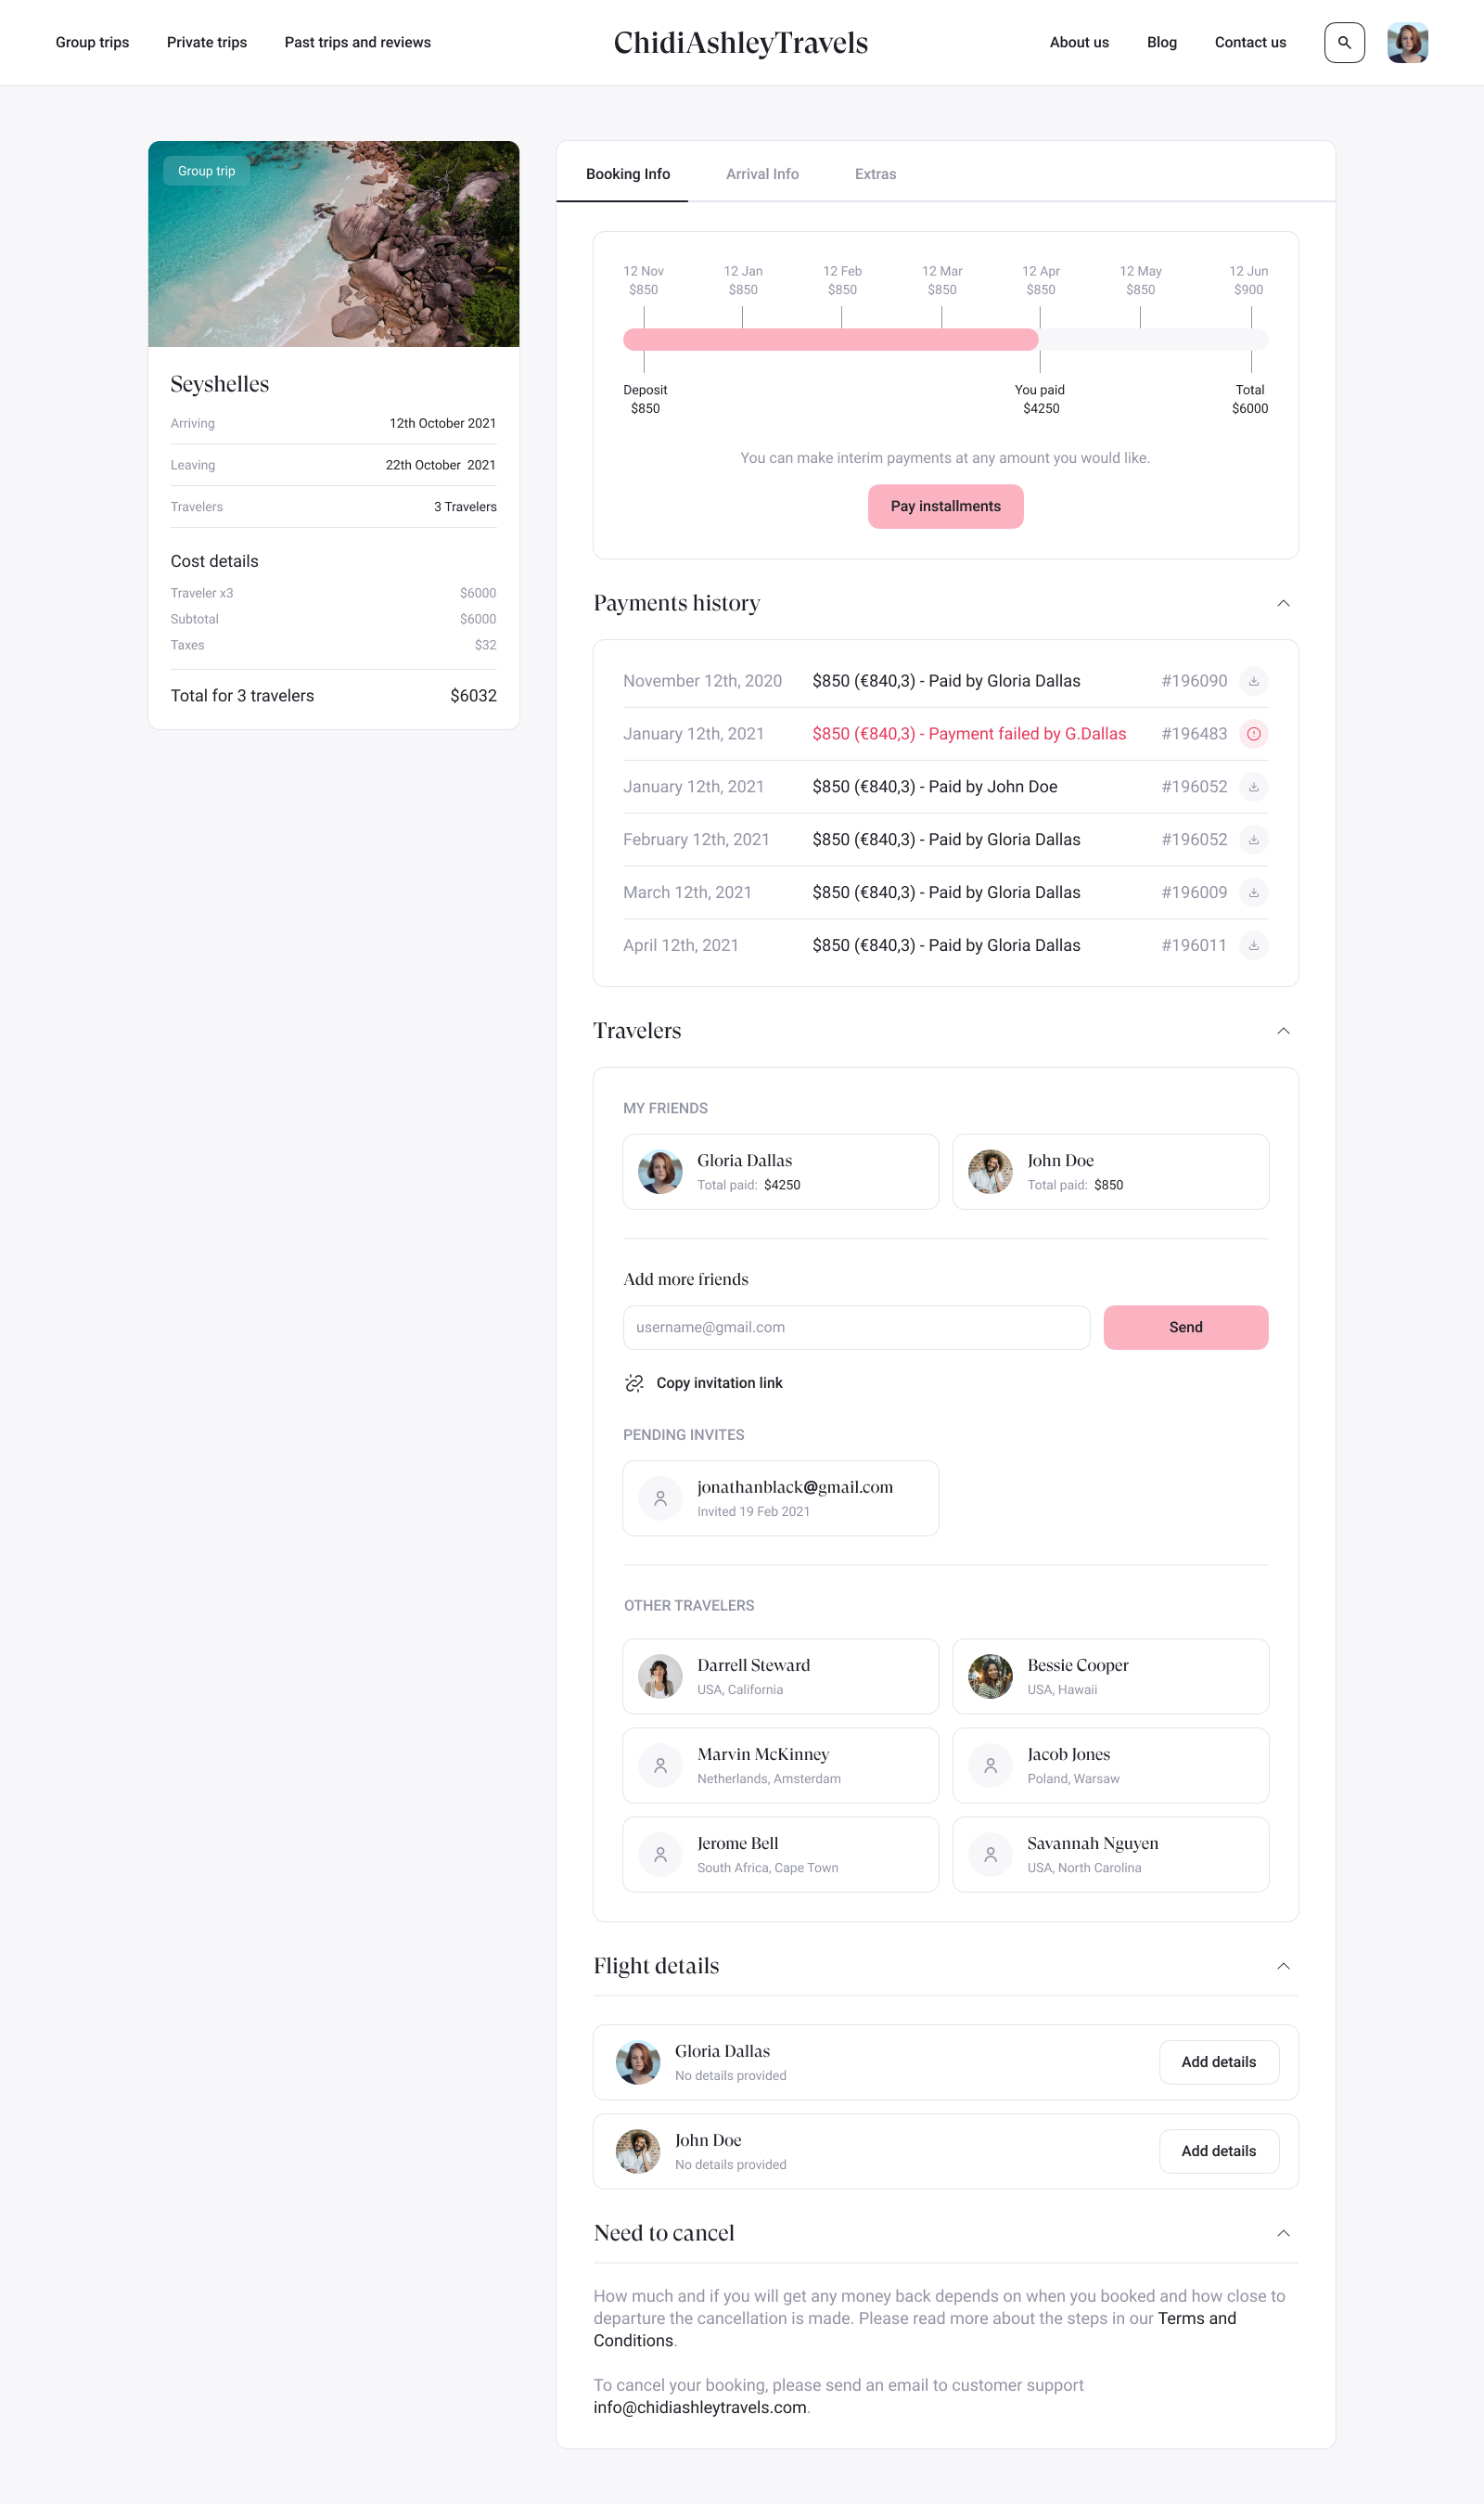 Group trips
Private trips
Past trips and reviews
ChidiAshleyTravels
About us
Blog
Contact us
Group trip
Seyshelles
Arriving 12th October 2021
Leaving 22th October 2021
Travelers 3 Travelers
Cost details
Traveler x3 $6000
Subtotal $6000
Taxes $32
Total for 3 travelers $6032
Booking Info
Arrival Info
Extras
12 Nov 12 Jan 12 Feb 12 Mar 12 Apr 12 May 12 Jun
$850 $850 $850 $850 $850 $850 $900
Deposit You paid Total
$850 $4250 $6000
You can make interim payments at any amount you would like.
Pay installments
Payments history
November 12th, 2020 $850 (€840,3) - Paid by Gloria Dallas #196090
January 12th, 2021 $850 (€840,3) - Payment failed by G.Dallas #196483
January 12th, 2021 $850 (€840,3) - Paid by John Doe #196052
February 12th, 2021 $850 (€840,3) - Paid by Gloria Dallas #196052
March 12th, 2021 $850 (€840,3) - Paid by Gloria Dallas #196009
April 12th, 2021 $850 (€840,3) - Paid by Gloria Dallas #196011
Travelers
MY FRIENDS
Gloria Dallas
Total paid: $4250
John Doe
Total paid: $850
Add more friends
username@gmail.com
Send
Copy invitation link
PENDING INVITES
jonathanblack@gmail.com
Invited 19 Feb 2021
OTHER TRAVELERS
Darrell Steward
USA, California
Bessie Cooper
USA, Hawaii
Marvin McKinney
Netherlands, Amsterdam
Jacob Jones
Poland, Warsaw
Jerome Bell
South Africa, Cape Town
Savannah Nguyen
USA, North Carolina
Flight details
Gloria Dallas
No details provided
Add details
John Doe
No details provided
Add details
Need to cancel
How much and if you will get any money back depends on when you booked and how close to
departure the cancellation is made. Please read more about the steps in our Terms and
Conditions.
To cancel your booking, please send an email to customer support
info@chidiashleytravels.com.